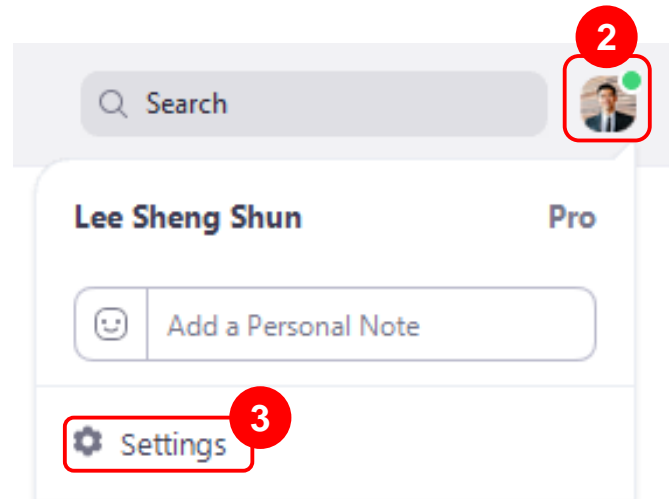 2
Search
Lee Sheng Shun Pro
Add a Personal Note
3
Settings